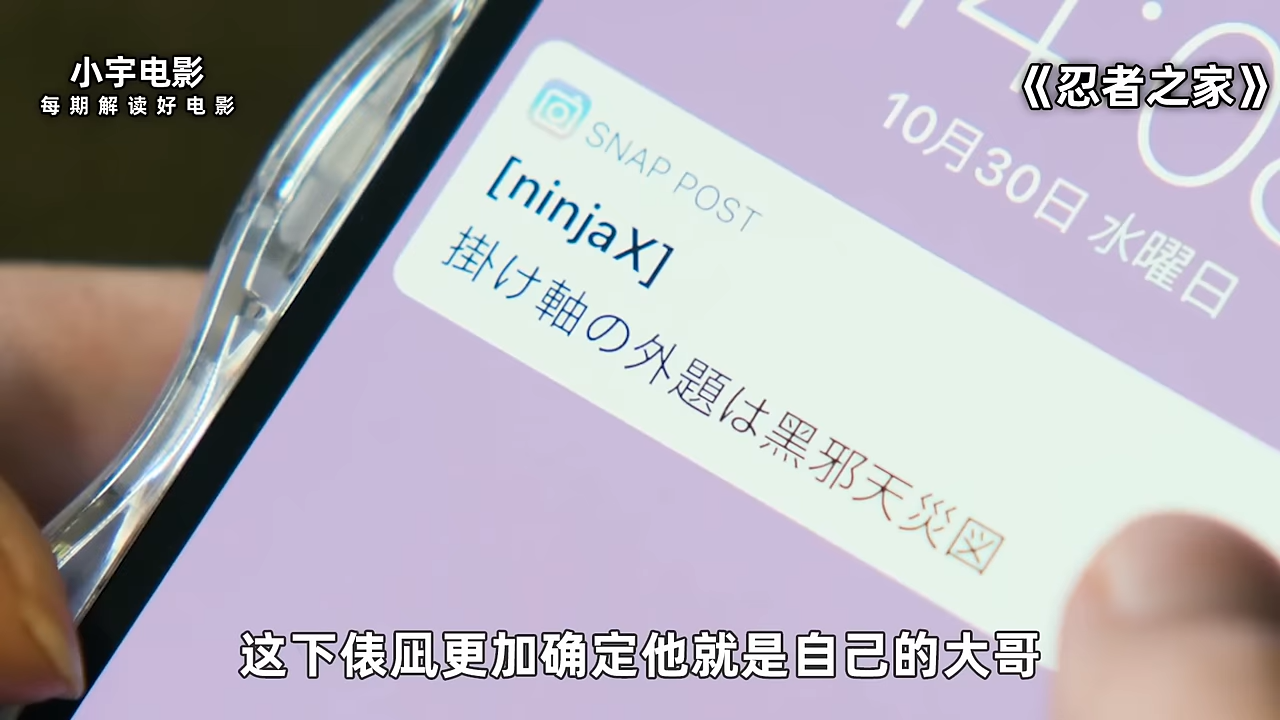 小宇电影
每期解读好电影
《忍者之家》
10月30日 水曜日
SNAP POST
[ninjaX]
掛け軸の外題は黒邪天災図
这下俵凪更加确定他就是自己的大哥